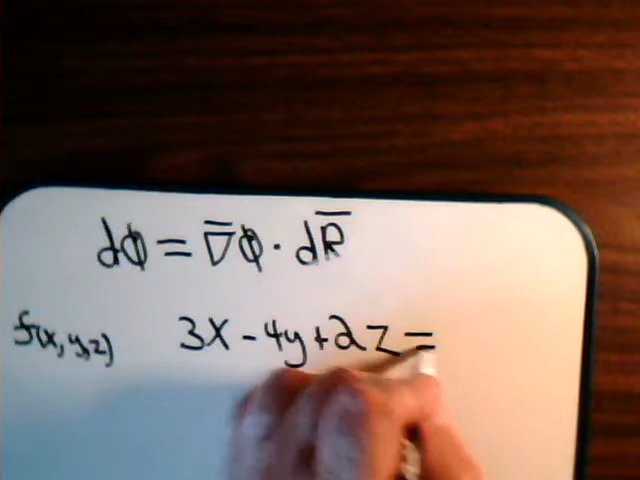 dφ = ∇̅φ · dR̅
f(x, y, z) 3x - 4y + 2z =